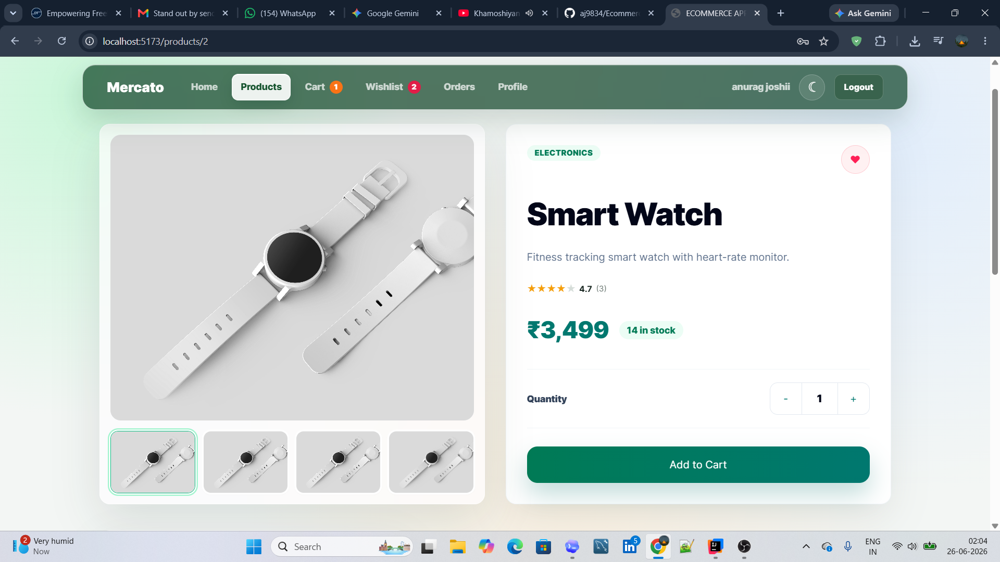 Empowering Free
Stand out by send
(154) WhatsApp
Google Gemini
Khamoshiyan
aj9834/Ecommer
ECOMMERCE AP
Ask Gemini
localhost:5173/products/2
Mercato
Home
Products
Cart 1
Wishlist 2
Orders
Profile
anurag joshii
Logout
ELECTRONICS
Smart Watch
Fitness tracking smart watch with heart-rate monitor.
4.7 (3)
₹3,499
14 in stock
Quantity
- 1 +
Add to Cart
2
Very humid
Now
Search
5
ENG
IN
02:04
26-06-2026